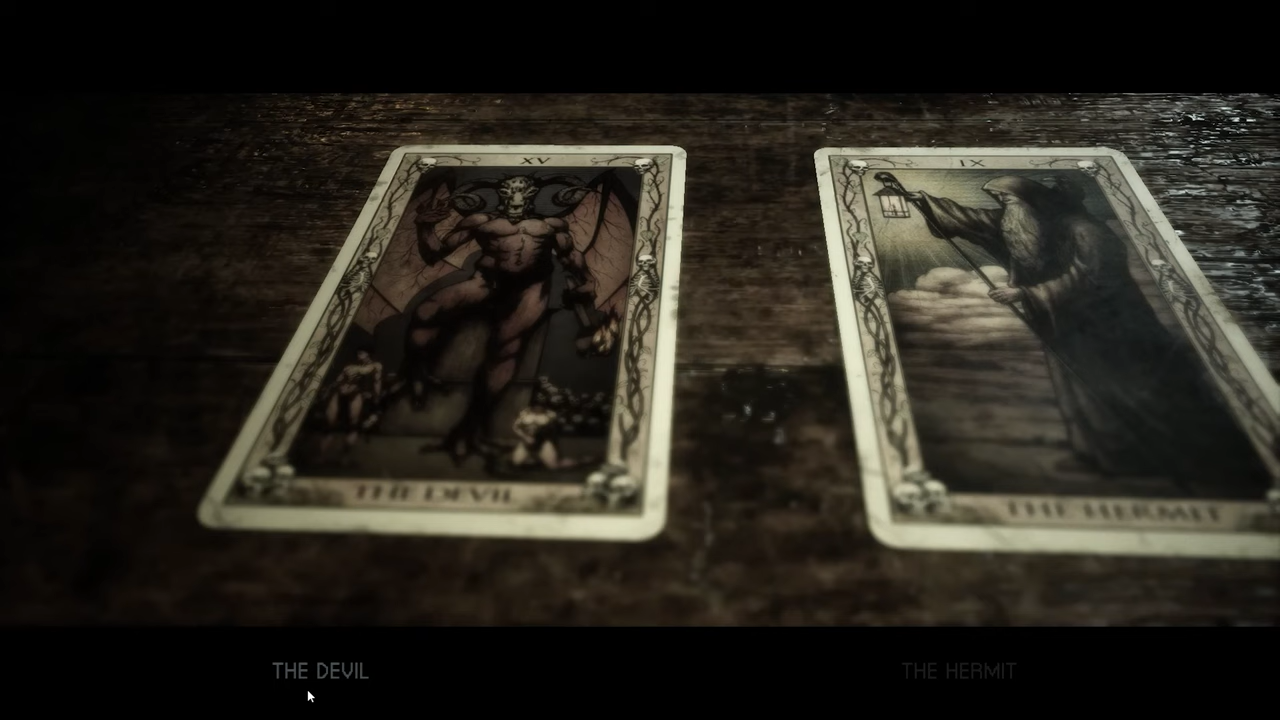 XV
IX
THE DEVIL
THE HERMIT
THE DEVIL
THE HERMIT